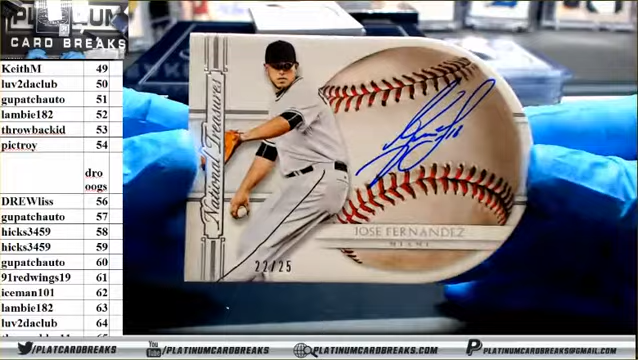 PLATINUM
CARD BREAKS
KeithM 49
luv2daclub 50
gupatchauto 51
lambie182 52
throwbackid 53
pictroy 54
dro
oogs
DREWliss 56
gupatchauto 57
hicks3459 58
hicks3459 59
gupatchauto 60
91redwings19 61
iceman101 62
lambie182 63
luv2daclub 64
National Treasures
JOSE FERNANDEZ
MIAMI
22/25
/PLATCARDBREAKS
You Tube /PLATINUMCARDBREAKS
/PLATINUMCARDBREAKS
PLATINUMCARDBREAKS.COM